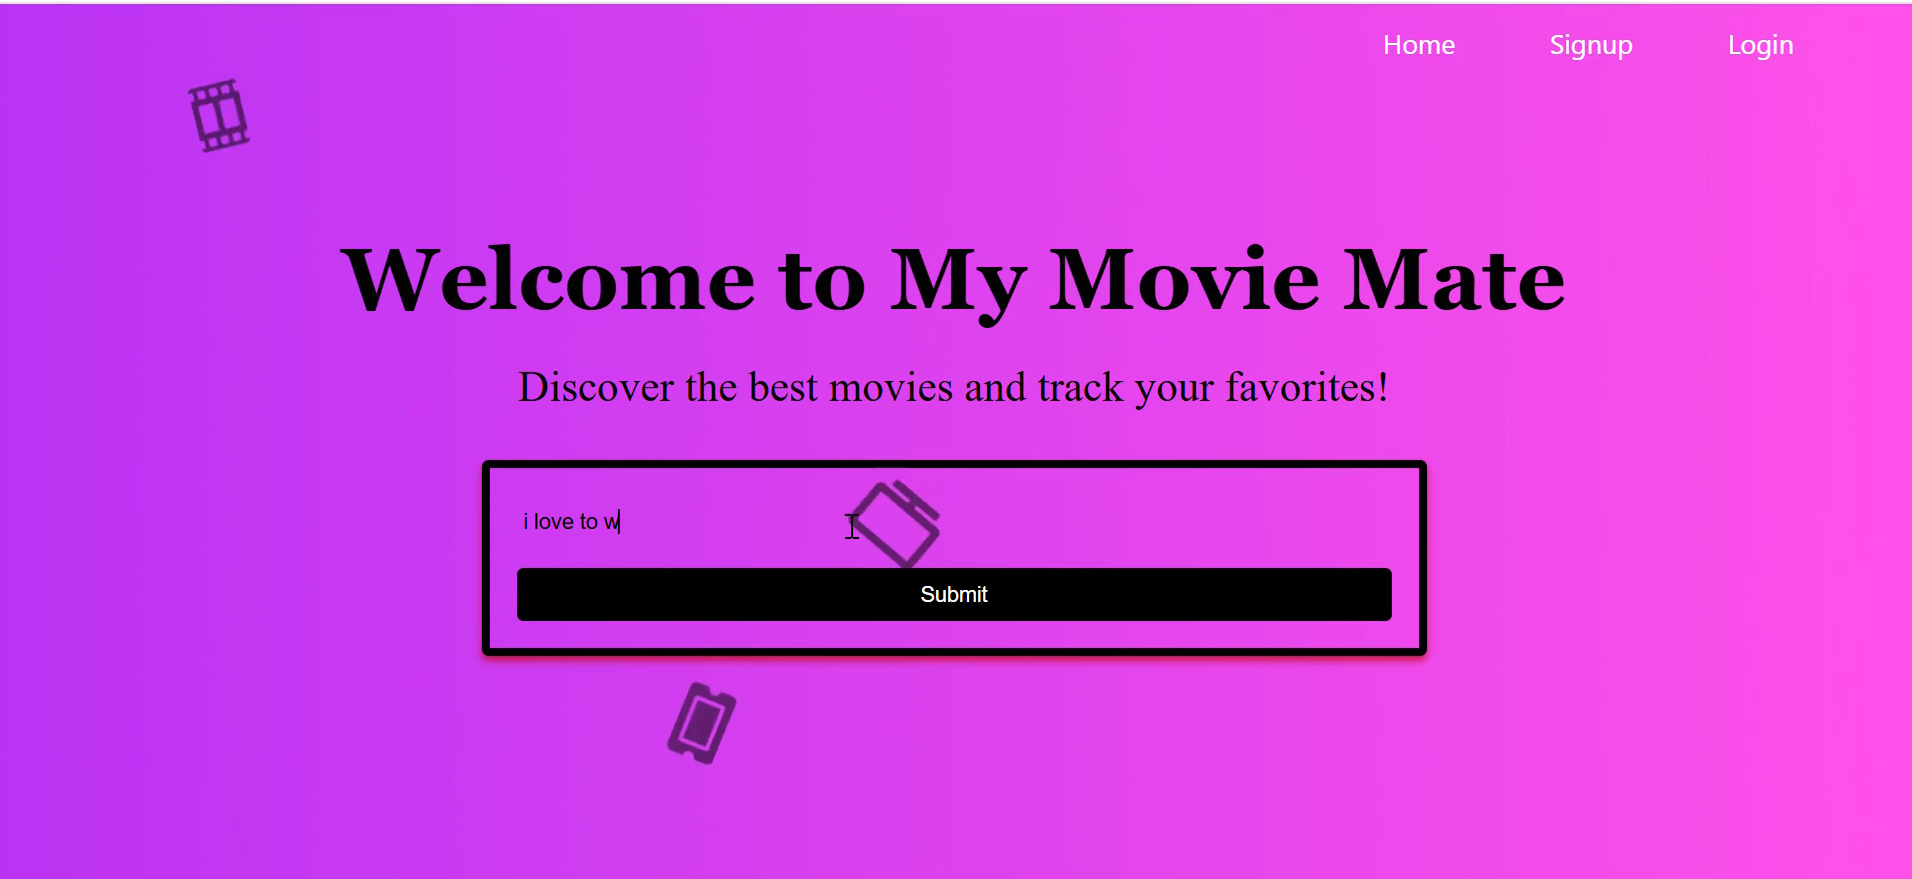 Home Signup Login
Welcome to My Movie Mate
Discover the best movies and track your favorites!
i love to w
Submit